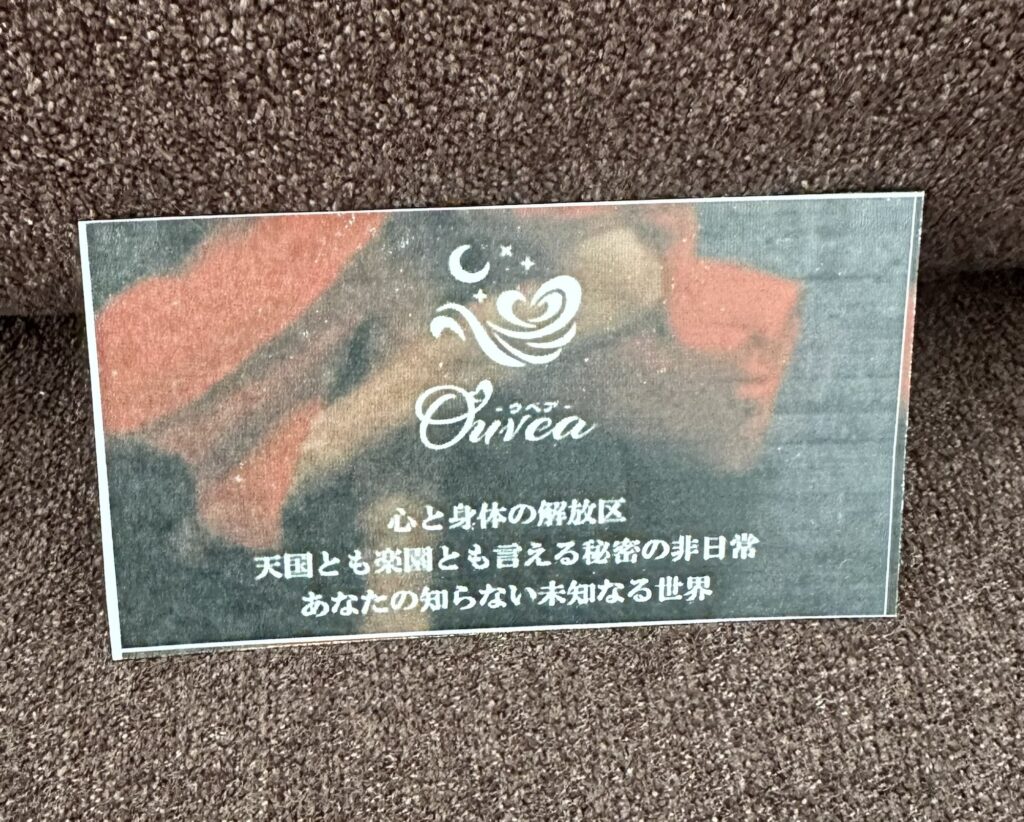 Ouvea
-ウベア-
心と身体の解放区
天国とも楽園とも言える秘密の非日常
あなたの知らない未知なる世界